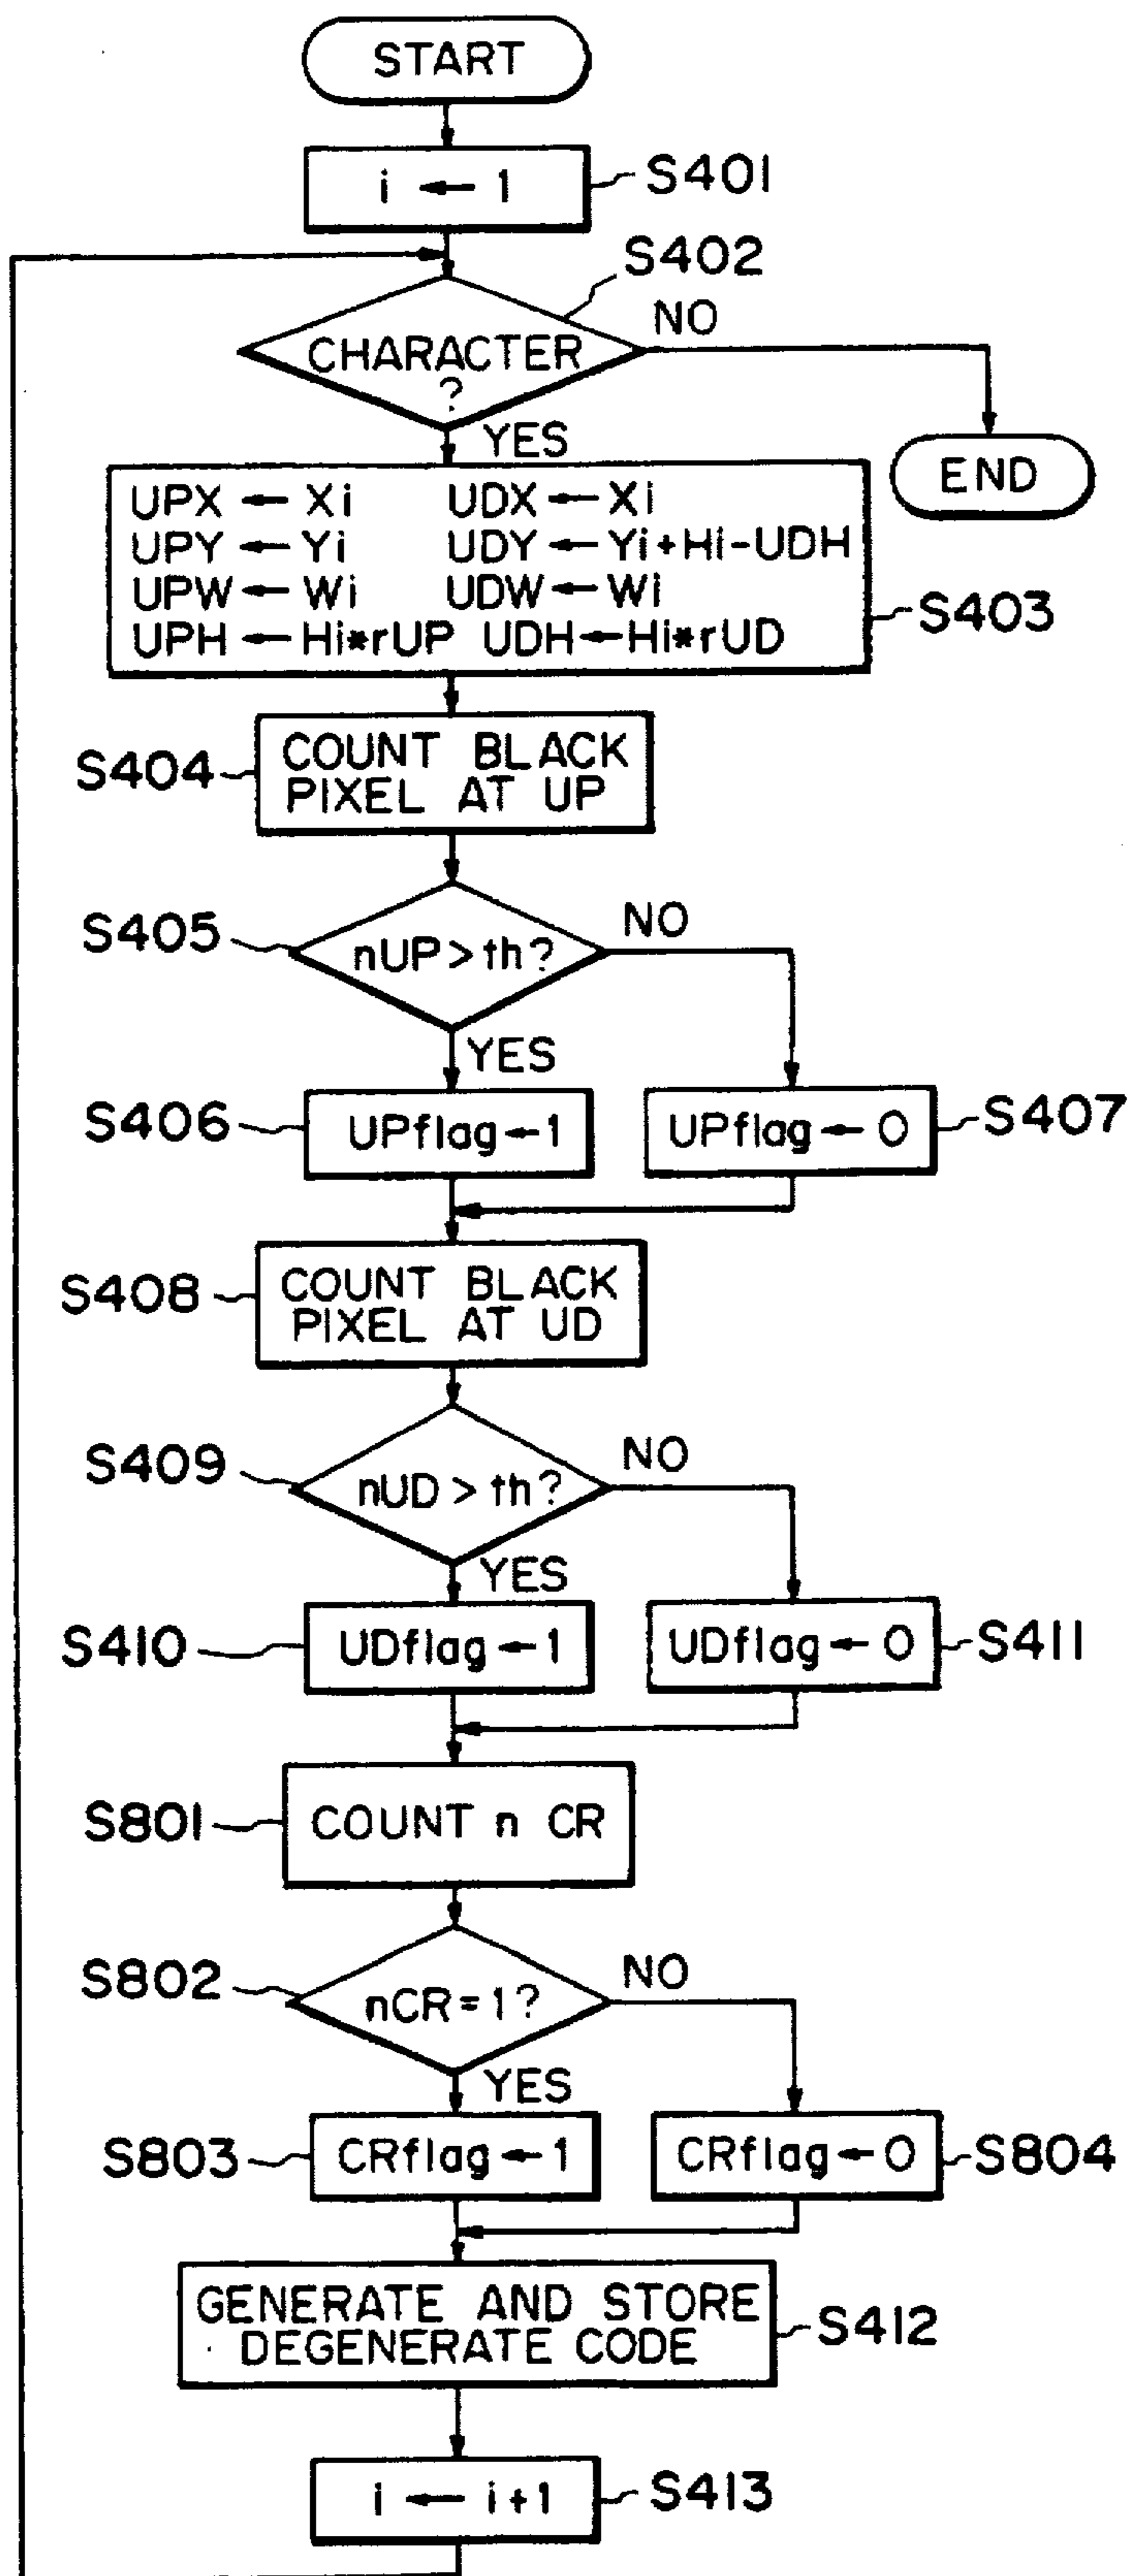 START
i ← 1
S401
S402
CHARACTER
?
NO
YES
END
UPX ← Xi UDX ← Xi
UPY ← Yi UDY ← Yi+Hi-UDH
UPW ← Wi UDW ← Wi
UPH ← Hi*rUP UDH ← Hi*rUD
S403
S404
COUNT BLACK
PIXEL AT UP
S405
nUP > th?
NO
YES
S406
UPflag ← 1
UPflag ← 0
S407
S408
COUNT BLACK
PIXEL AT UD
S409
nUD > th?
NO
YES
S410
UDflag ← 1
UDflag ← 0
S411
S801
COUNT n CR
S802
nCR = 1?
NO
YES
S803
CRflag ← 1
CRflag ← 0
S804
GENERATE AND STORE
DEGENERATE CODE
S412
i ← i+1
S413